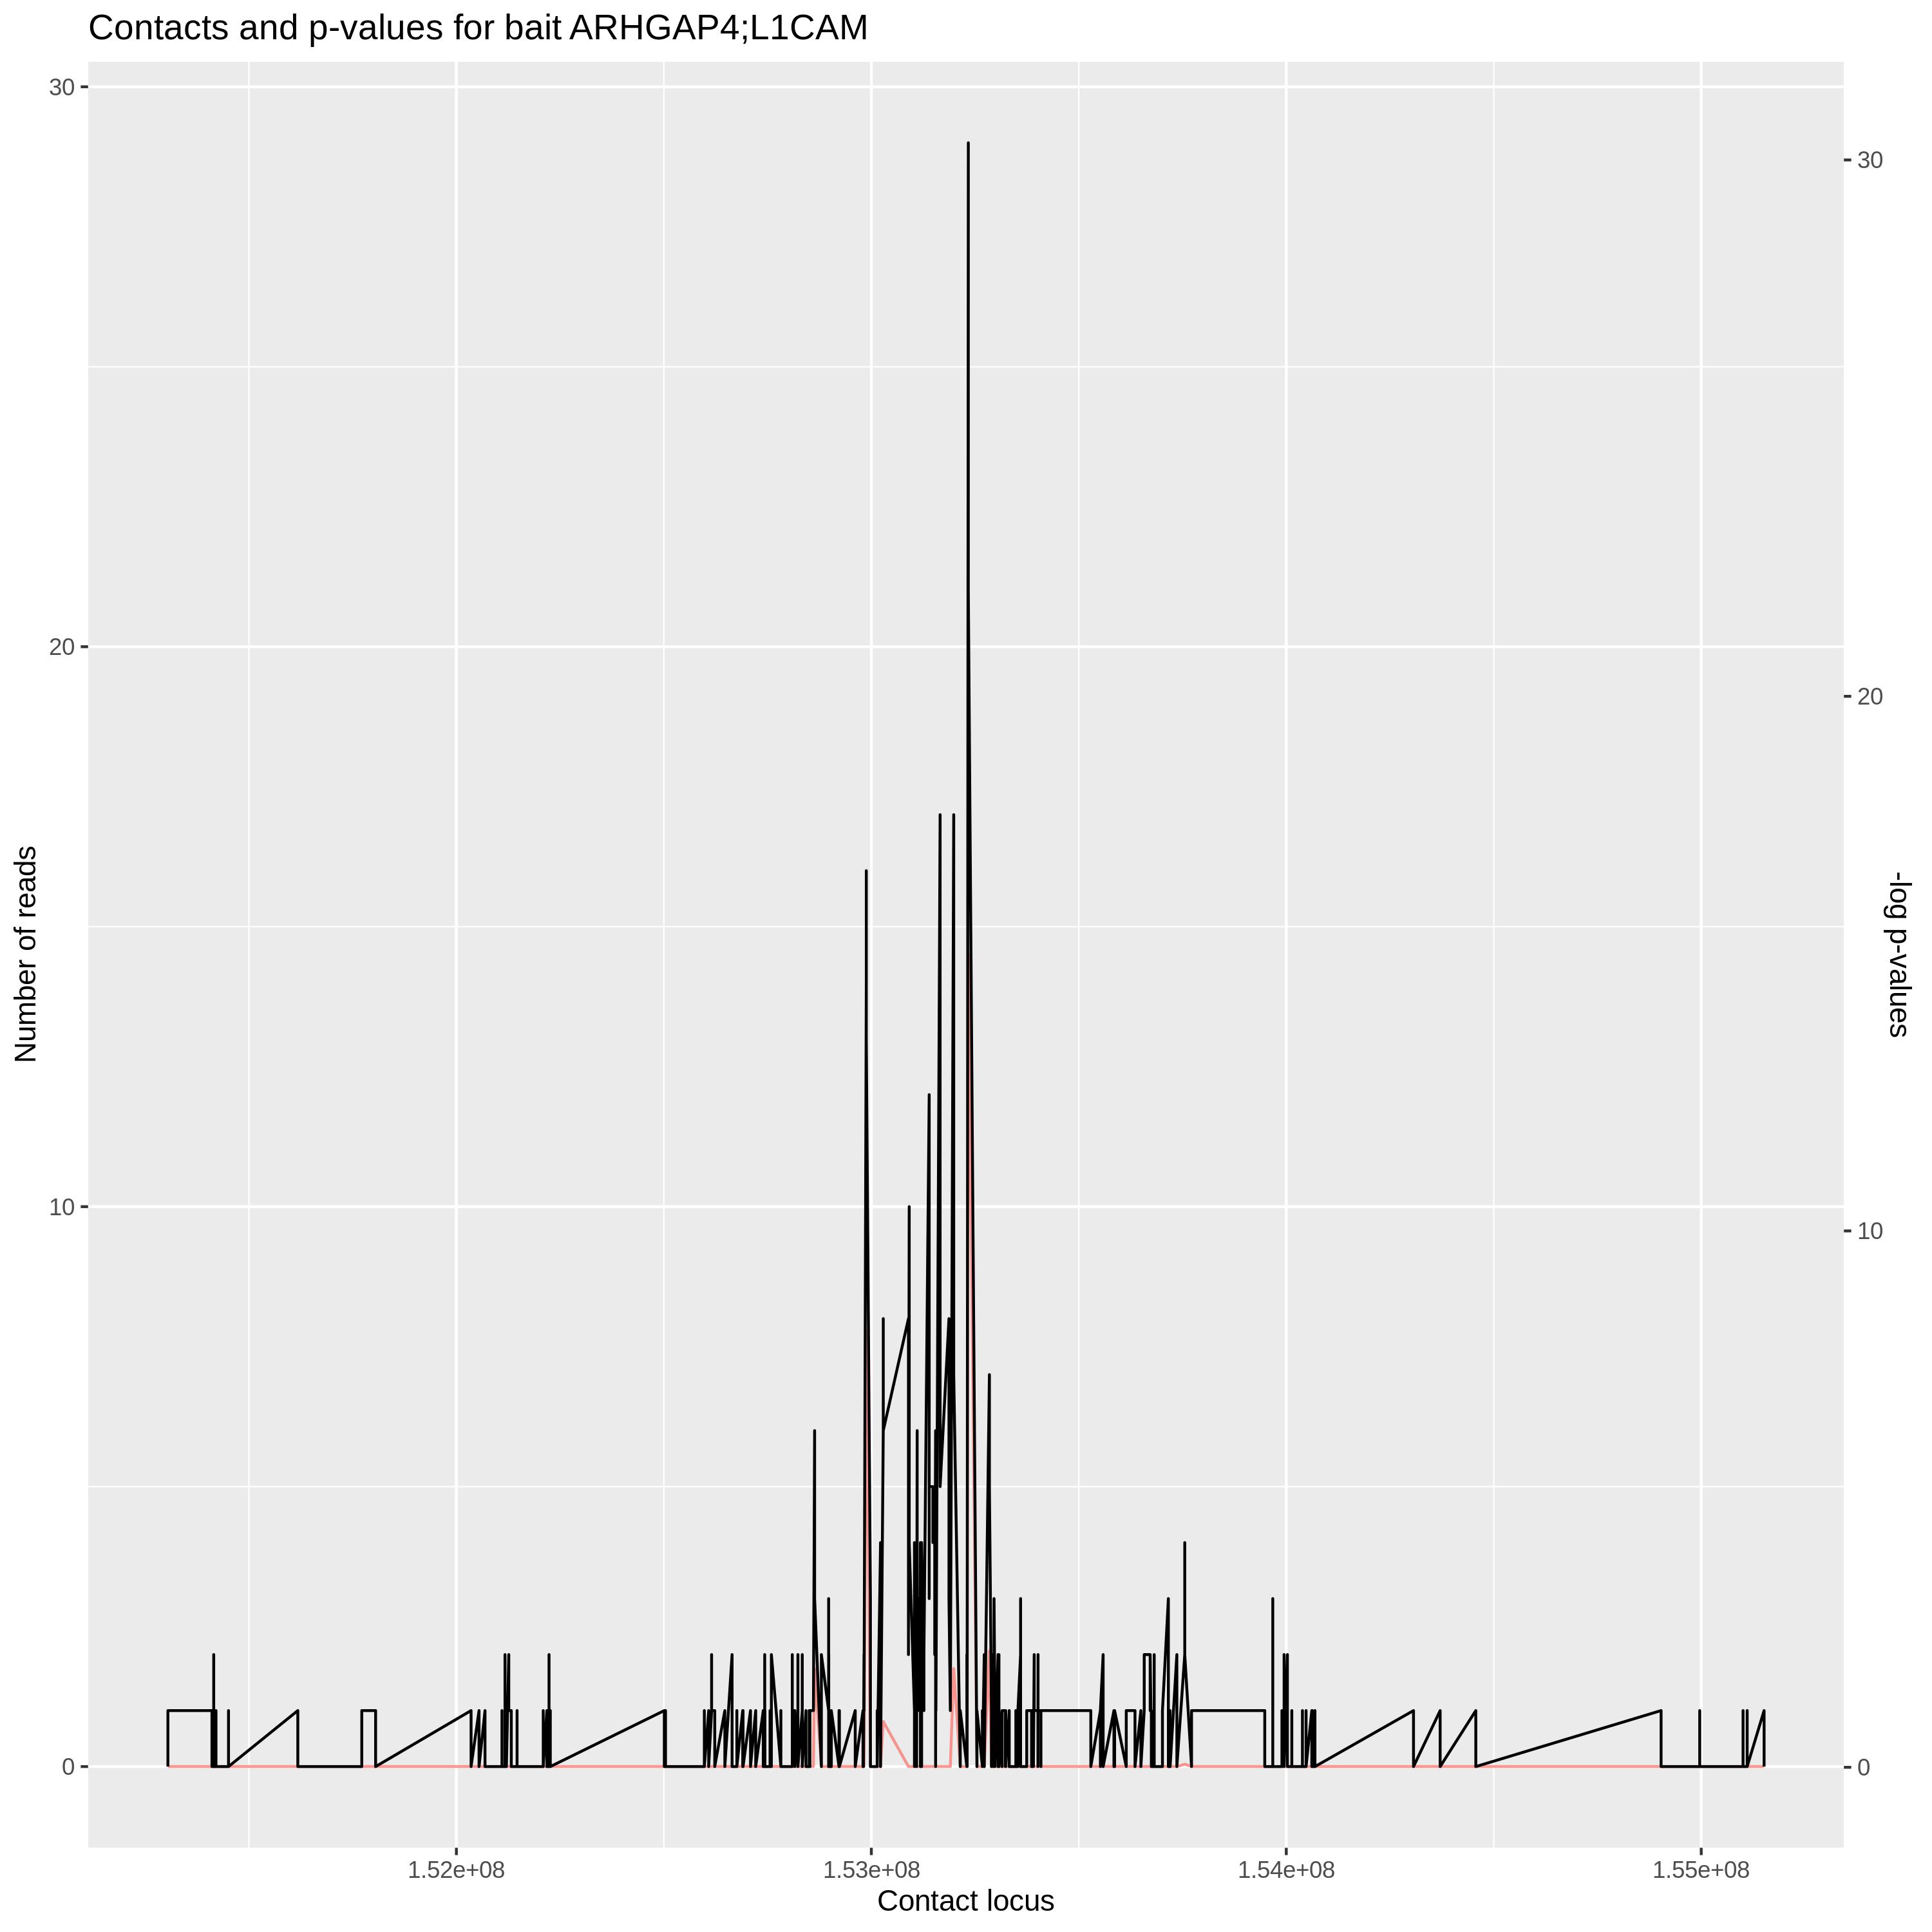 Contacts and p-values for bait ARHGAP4;L1CAM
30
20
10
0
Number of reads
30
20
10
0
-log p-values
1.52e+08
1.53e+08
1.54e+08
1.55e+08
Contact locus